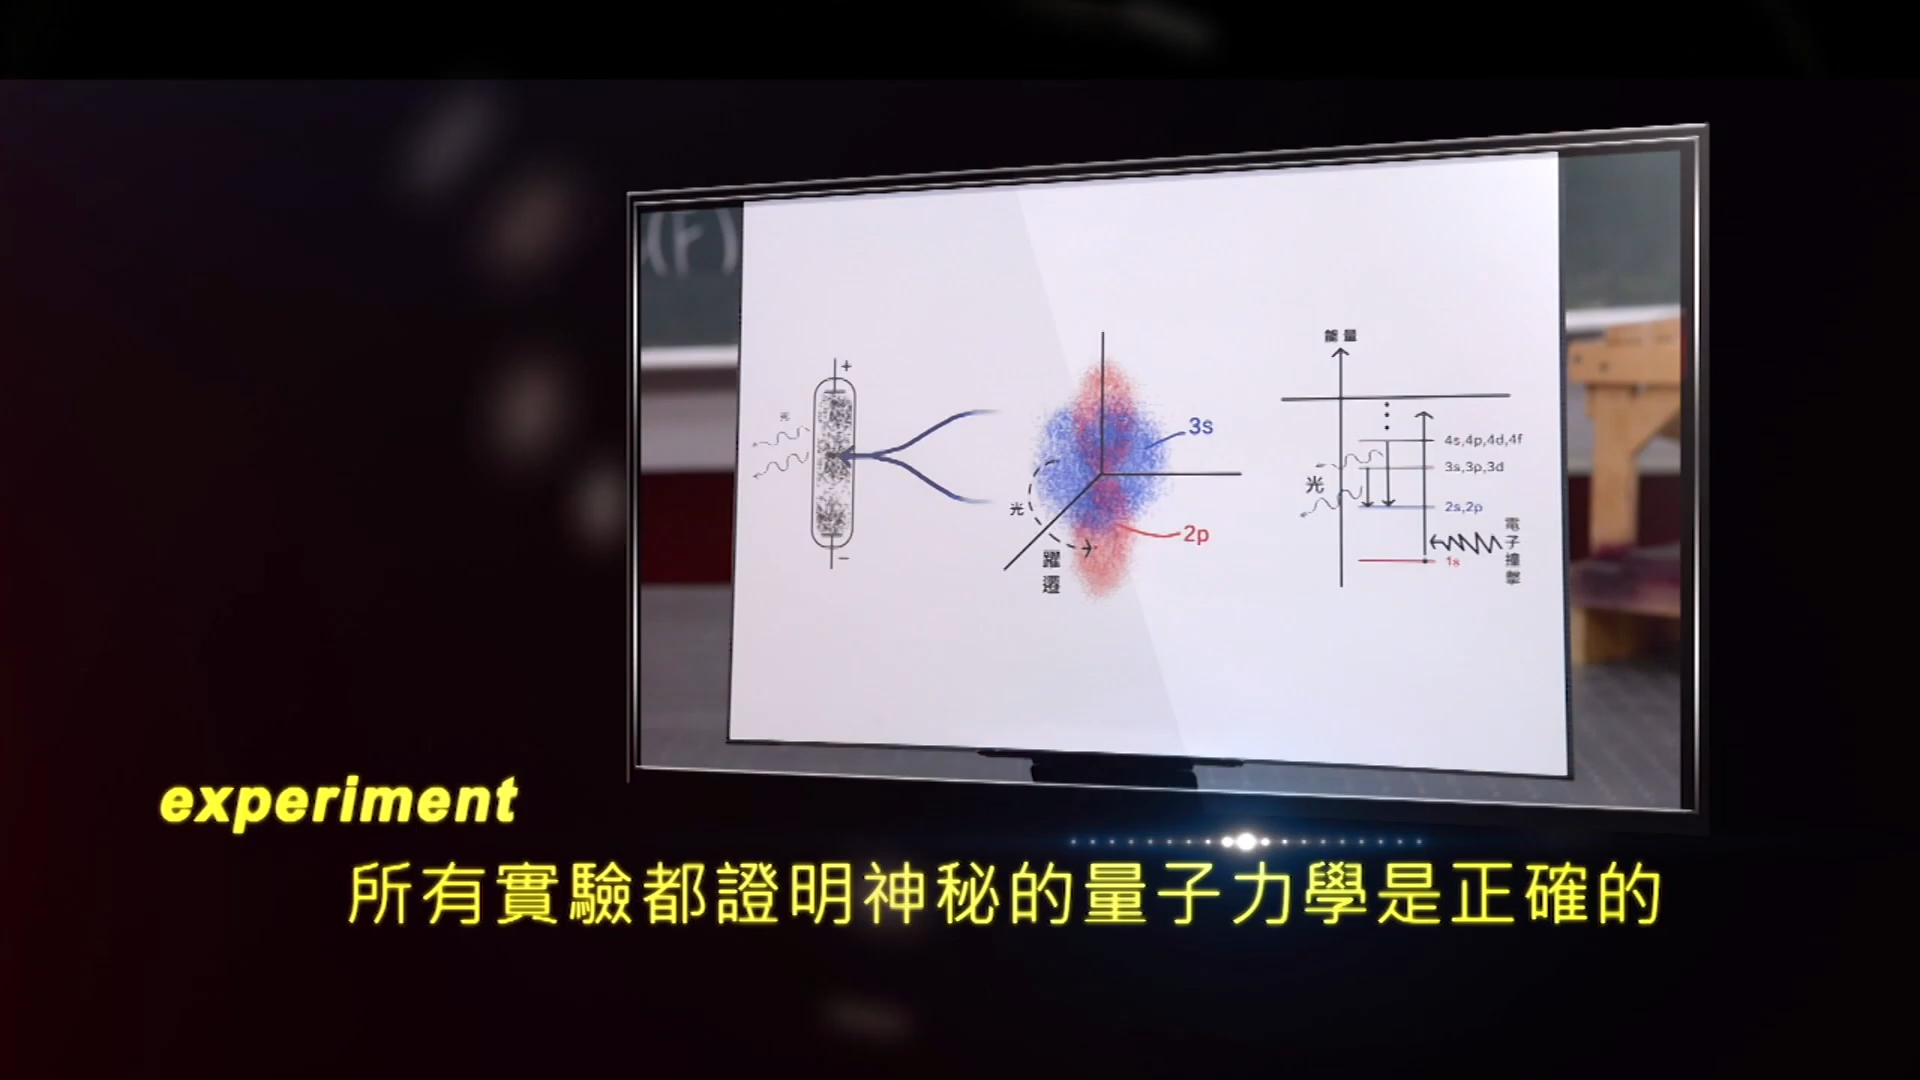 (F)
能量
+
光
3s
4s,4p,4d,4f
3s,3p,3d
光
2s,2p
光
2p
電子撞擊
躍遷
1s
−
experiment
所有實驗都證明神秘的量子力學是正確的